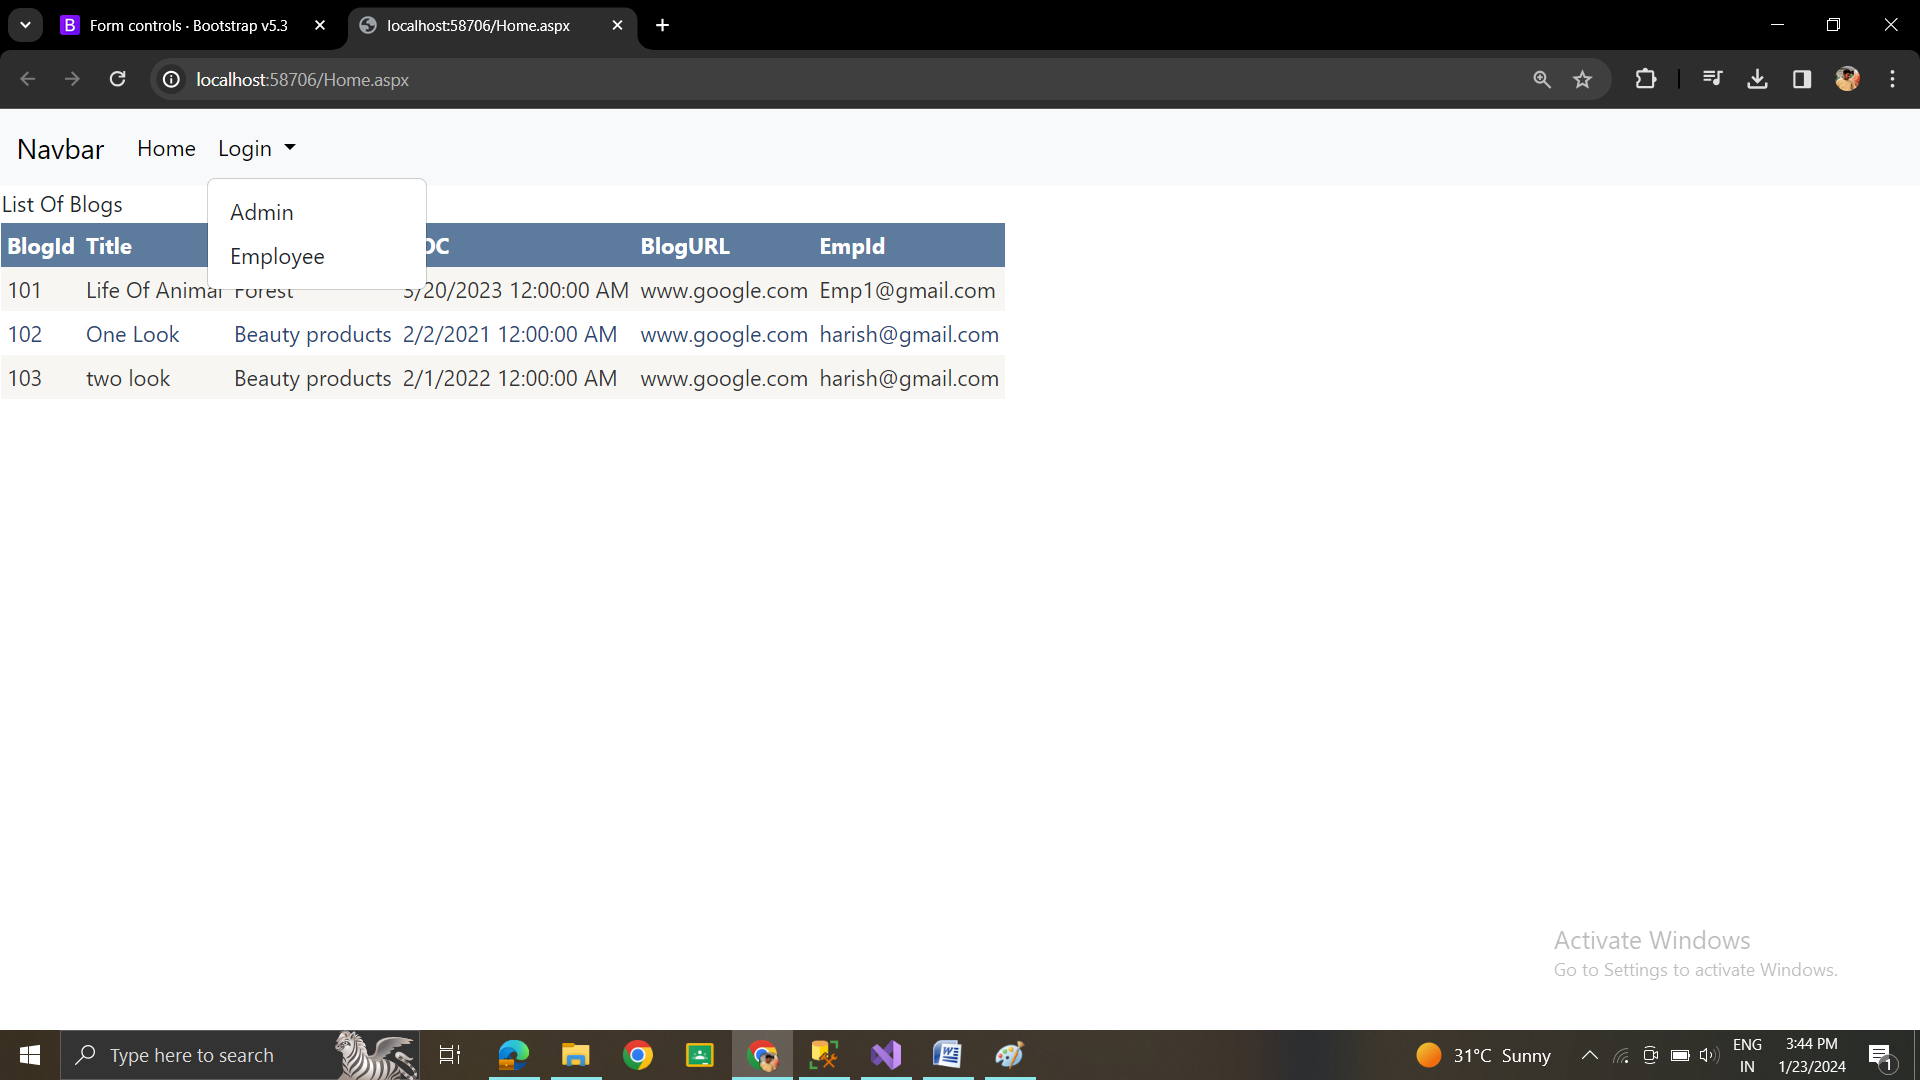 Form controls · Bootstrap v5.3
localhost:58706/Home.aspx
localhost:58706/Home.aspx
Navbar Home Login
Admin
Employee
List Of Blogs
BlogId Title OC BlogURL EmpId
101 Life Of Animal Forest 3/20/2023 12:00:00 AM www.google.com Emp1@gmail.com
102 One Look Beauty products 2/2/2021 12:00:00 AM www.google.com harish@gmail.com
103 two look Beauty products 2/1/2022 12:00:00 AM www.google.com harish@gmail.com
Activate Windows
Go to Settings to activate Windows.
Type here to search
31°C Sunny
ENG
IN
3:44 PM
1/23/2024
1